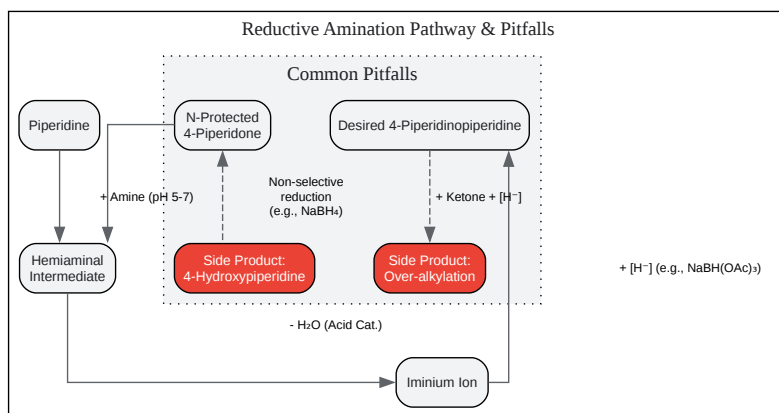 Reductive Amination Pathway & Pitfalls
Common Pitfalls
Piperidine
N-Protected
4-Piperidone
Desired 4-Piperidinopiperidine
+ Amine (pH 5-7)
Non-selective
reduction
(e.g., NaBH₄)
+ Ketone + [H⁻]
Hemiaminal
Intermediate
Side Product:
4-Hydroxypiperidine
Side Product:
Over-alkylation
+ [H⁻] (e.g., NaBH(OAc)₃)
- H₂O (Acid Cat.)
Iminium Ion